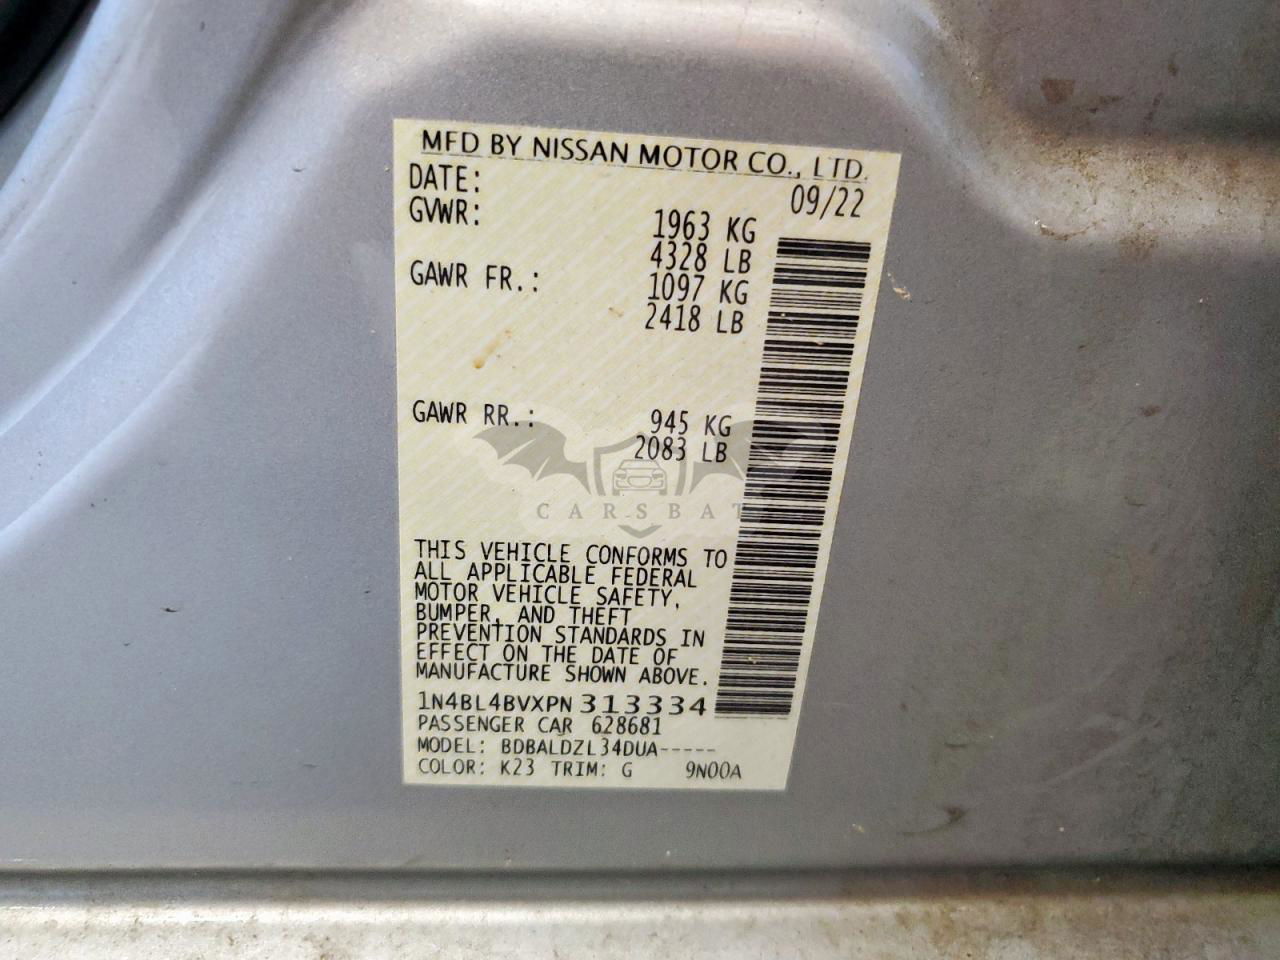 MFD BY NISSAN MOTOR CO., LTD.
DATE: 09/22
GVWR: 1963 KG
4328 LB
GAWR FR.: 1097 KG
2418 LB
GAWR RR.: 945 KG
2083 LB
CARSBAT
THIS VEHICLE CONFORMS TO
ALL APPLICABLE FEDERAL
MOTOR VEHICLE SAFETY,
BUMPER, AND THEFT
PREVENTION STANDARDS IN
EFFECT ON THE DATE OF
MANUFACTURE SHOWN ABOVE.
1N4BL4BVXPN313334
PASSENGER CAR 628681
MODEL: BDBALDZL34DUA-----
COLOR: K23 TRIM: G 9N00A